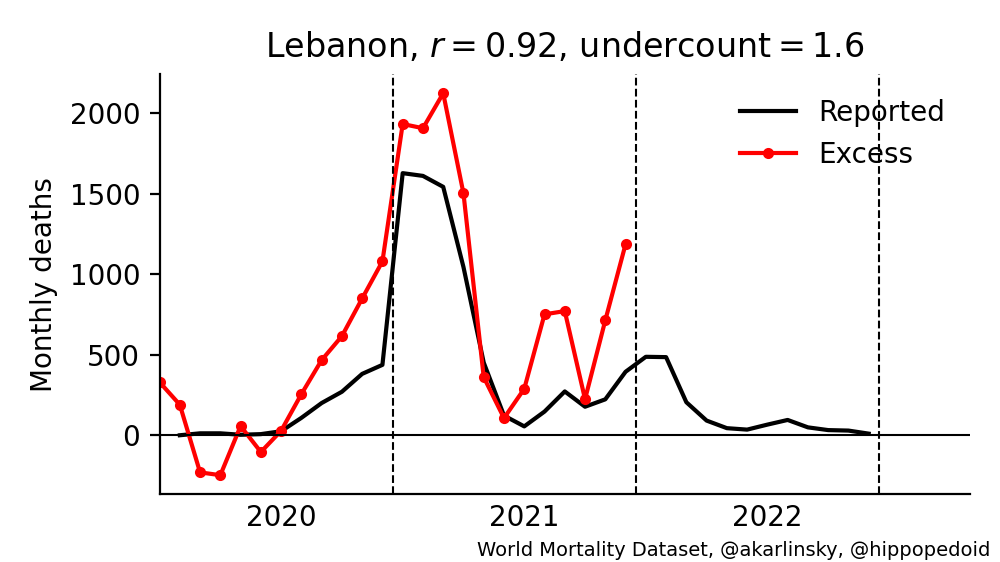 Lebanon, r = 0.92, undercount = 1.6
Monthly deaths
2000
1500
1000
500
0
Reported
Excess
2020 2021 2022
World Mortality Dataset, @akarlinsky, @hippopedoid